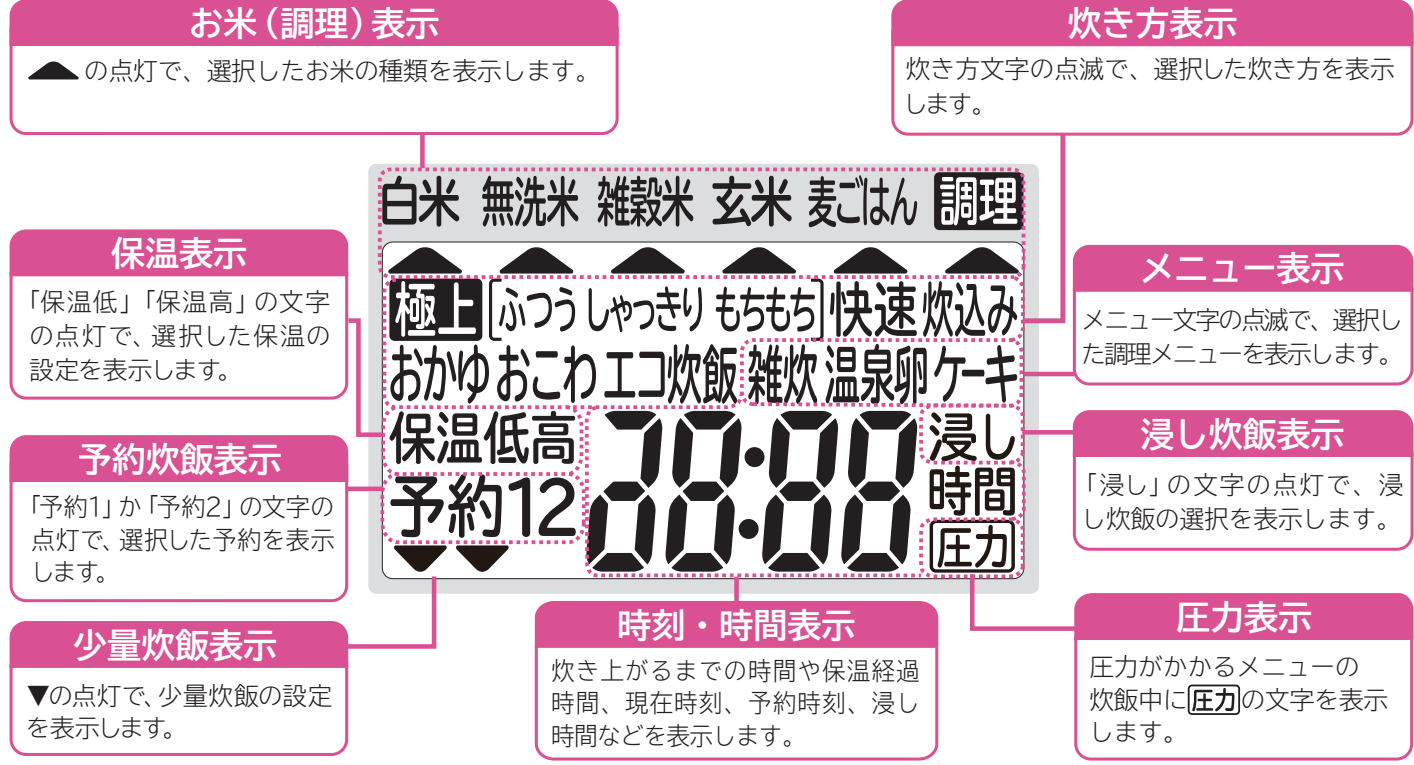 お米(調理)表示
▲の点灯で、選択したお米の種類を表示します。
炊き方表示
炊き方文字の点滅で、選択した炊き方を表示
します。
白米 無洗米 雑穀米 玄米 麦ごはん 調理
極上[ふつう しゃっきり もちもち]快速 炊込み
おかゆ おこわ エコ炊飯 雑炊 温泉卵 ケーキ
保温低高
予約12
28:88
浸し
時間
圧力
保温表示
「保温低」「保温高」の文字
の点灯で、選択した保温の
設定を表示します。
予約炊飯表示
「予約1」か「予約2」の文字の
点灯で、選択した予約を表示
します。
少量炊飯表示
▼の点灯で、少量炊飯の設定
を表示します。
時刻・時間表示
炊き上がるまでの時間や保温経過
時間、現在時刻、予約時刻、浸し
時間などを表示します。
メニュー表示
メニュー文字の点滅で、選択し
た調理メニューを表示します。
浸し炊飯表示
「浸し」の文字の点灯で、浸
し炊飯の選択を表示します。
圧力表示
圧力がかかるメニューの
炊飯中に圧力の文字を表示
します。